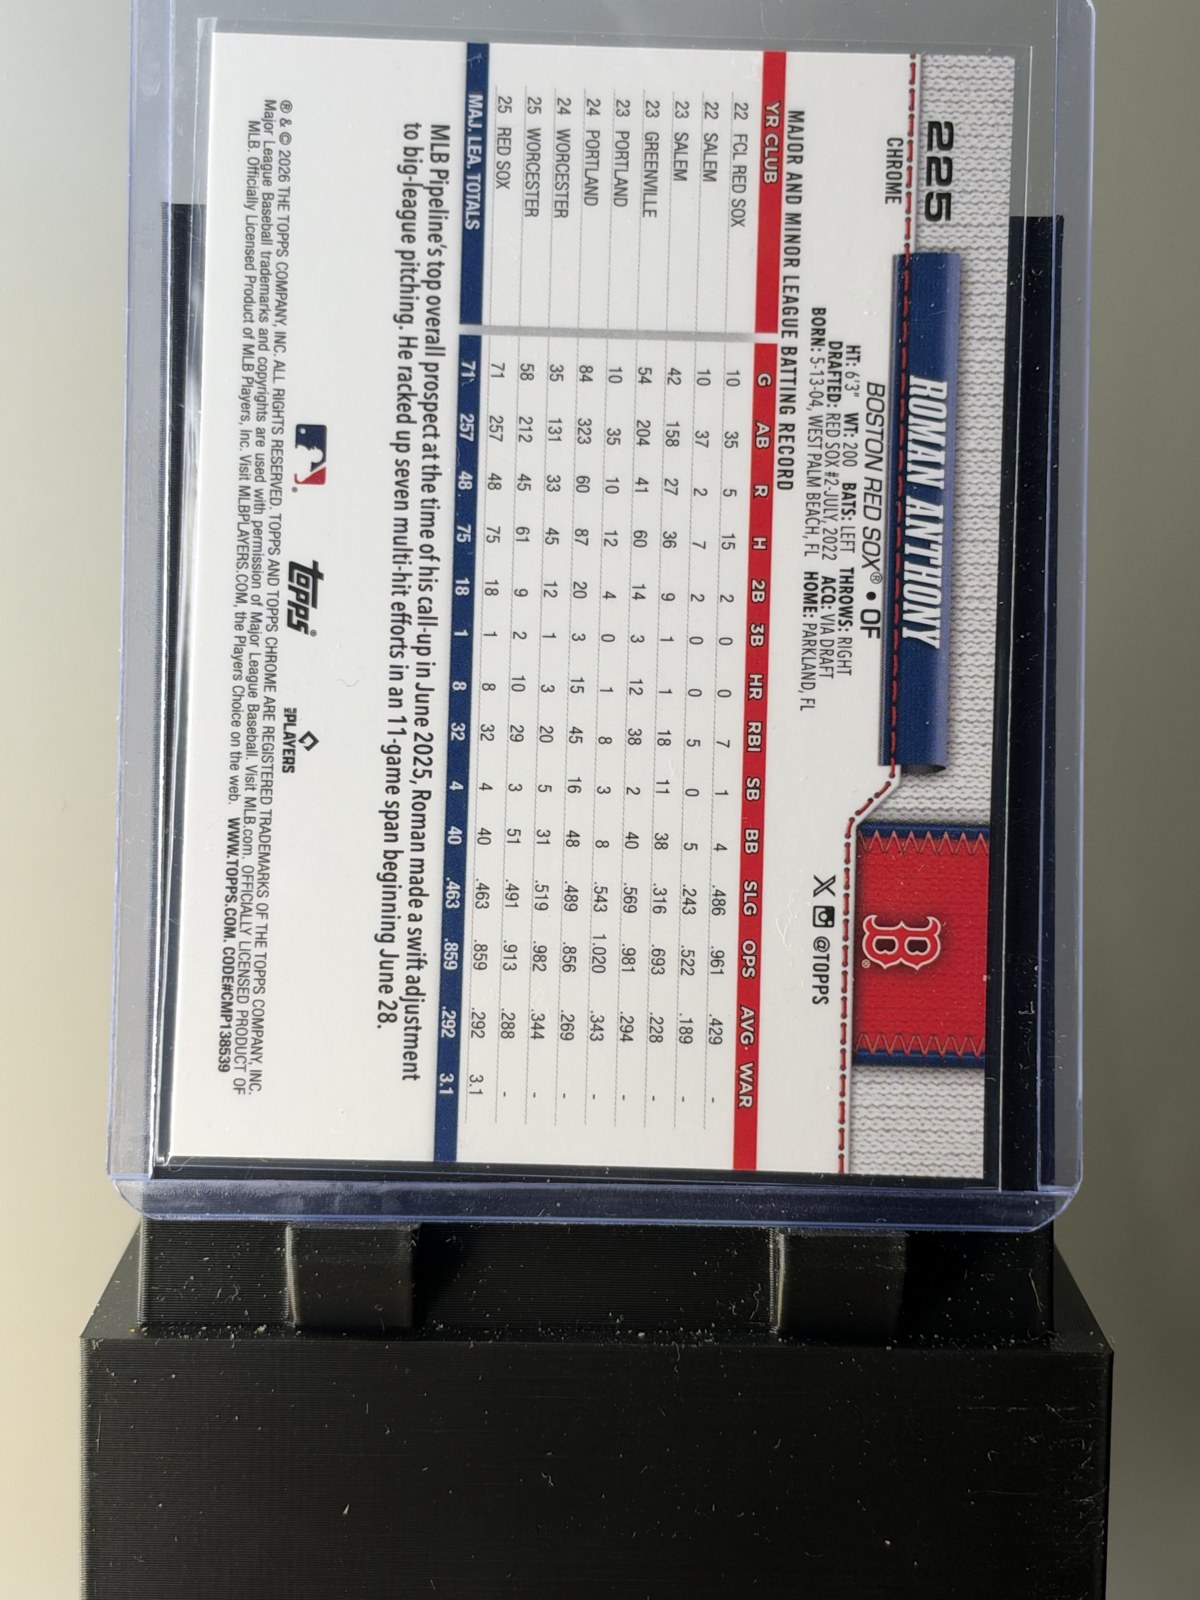 225
CHROME
ROMAN ANTHONY
BOSTON RED SOX® • OF
HT: 6'3" WT: 200 BATS: LEFT THROWS: RIGHT
DRAFTED: RED SOX #2-JULY, 2022 ACQ: VIA DRAFT
BORN: 5-13-04, WEST PALM BEACH, FL HOME: PARKLAND, FL
B®
X @TOPPS
MAJOR AND MINOR LEAGUE BATTING RECORD
YR CLUB G AB R H 2B 3B HR RBI SB BB SLG OPS AVG. WAR
22 FCL RED SOX 10 35 5 15 2 0 0 7 1 4 .486 .961 .429 -
22 SALEM 10 37 2 7 2 0 0 5 0 5 .243 .522 .189 -
23 SALEM 42 158 27 36 9 1 1 18 11 38 .316 .693 .228 -
23 GREENVILLE 54 204 41 60 14 3 12 38 2 40 .569 .981 .294 -
23 PORTLAND 10 35 10 12 4 0 1 8 3 8 .543 1.020 .343 -
24 PORTLAND 84 323 60 87 20 3 15 45 16 48 .489 .856 .269 -
24 WORCESTER 35 131 33 45 12 1 3 20 5 31 .519 .982 .344 -
25 WORCESTER 58 212 45 61 9 2 10 29 3 51 .491 .913 .288 -
25 RED SOX 71 257 48 75 18 1 8 32 4 40 .463 .859 .292 3.1
MAJ. LEA. TOTALS 71 257 48 75 18 1 8 32 4 40 .463 .859 .292 3.1
MLB Pipeline's top overall prospect at the time of his call-up in June 2025, Roman made a swift adjustment
to big-league pitching. He racked up seven multi-hit efforts in an 11-game span beginning June 28.
topps®
MLB PLAYERS
® & © 2026 THE TOPPS COMPANY, INC. ALL RIGHTS RESERVED. TOPPS AND TOPPS CHROME ARE REGISTERED TRADEMARKS OF THE TOPPS COMPANY, INC.
Major League Baseball trademarks and copyrights are used with permission of Major League Baseball. Visit MLB.com. OFFICIALLY LICENSED PRODUCT OF
MLB. Officially Licensed Product of MLB Players, Inc. Visit MLBPLAYERS.COM, the Players Choice on the web. WWW.TOPPS.COM. CODE#CMP138539